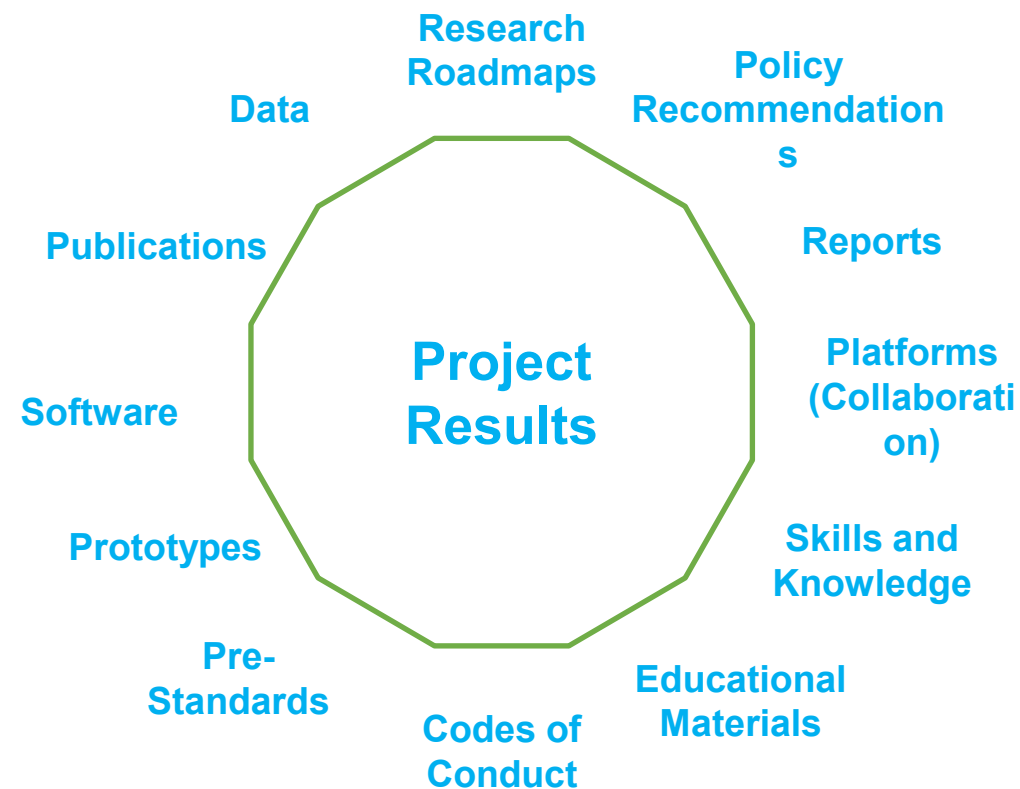 Research
Roadmaps
Policy
Recommendation
s
Data
Reports
Publications
Platforms
(Collaborati
on)
Project
Results
Software
Skills and
Knowledge
Prototypes
Educational
Materials
Pre-
Standards
Codes of
Conduct